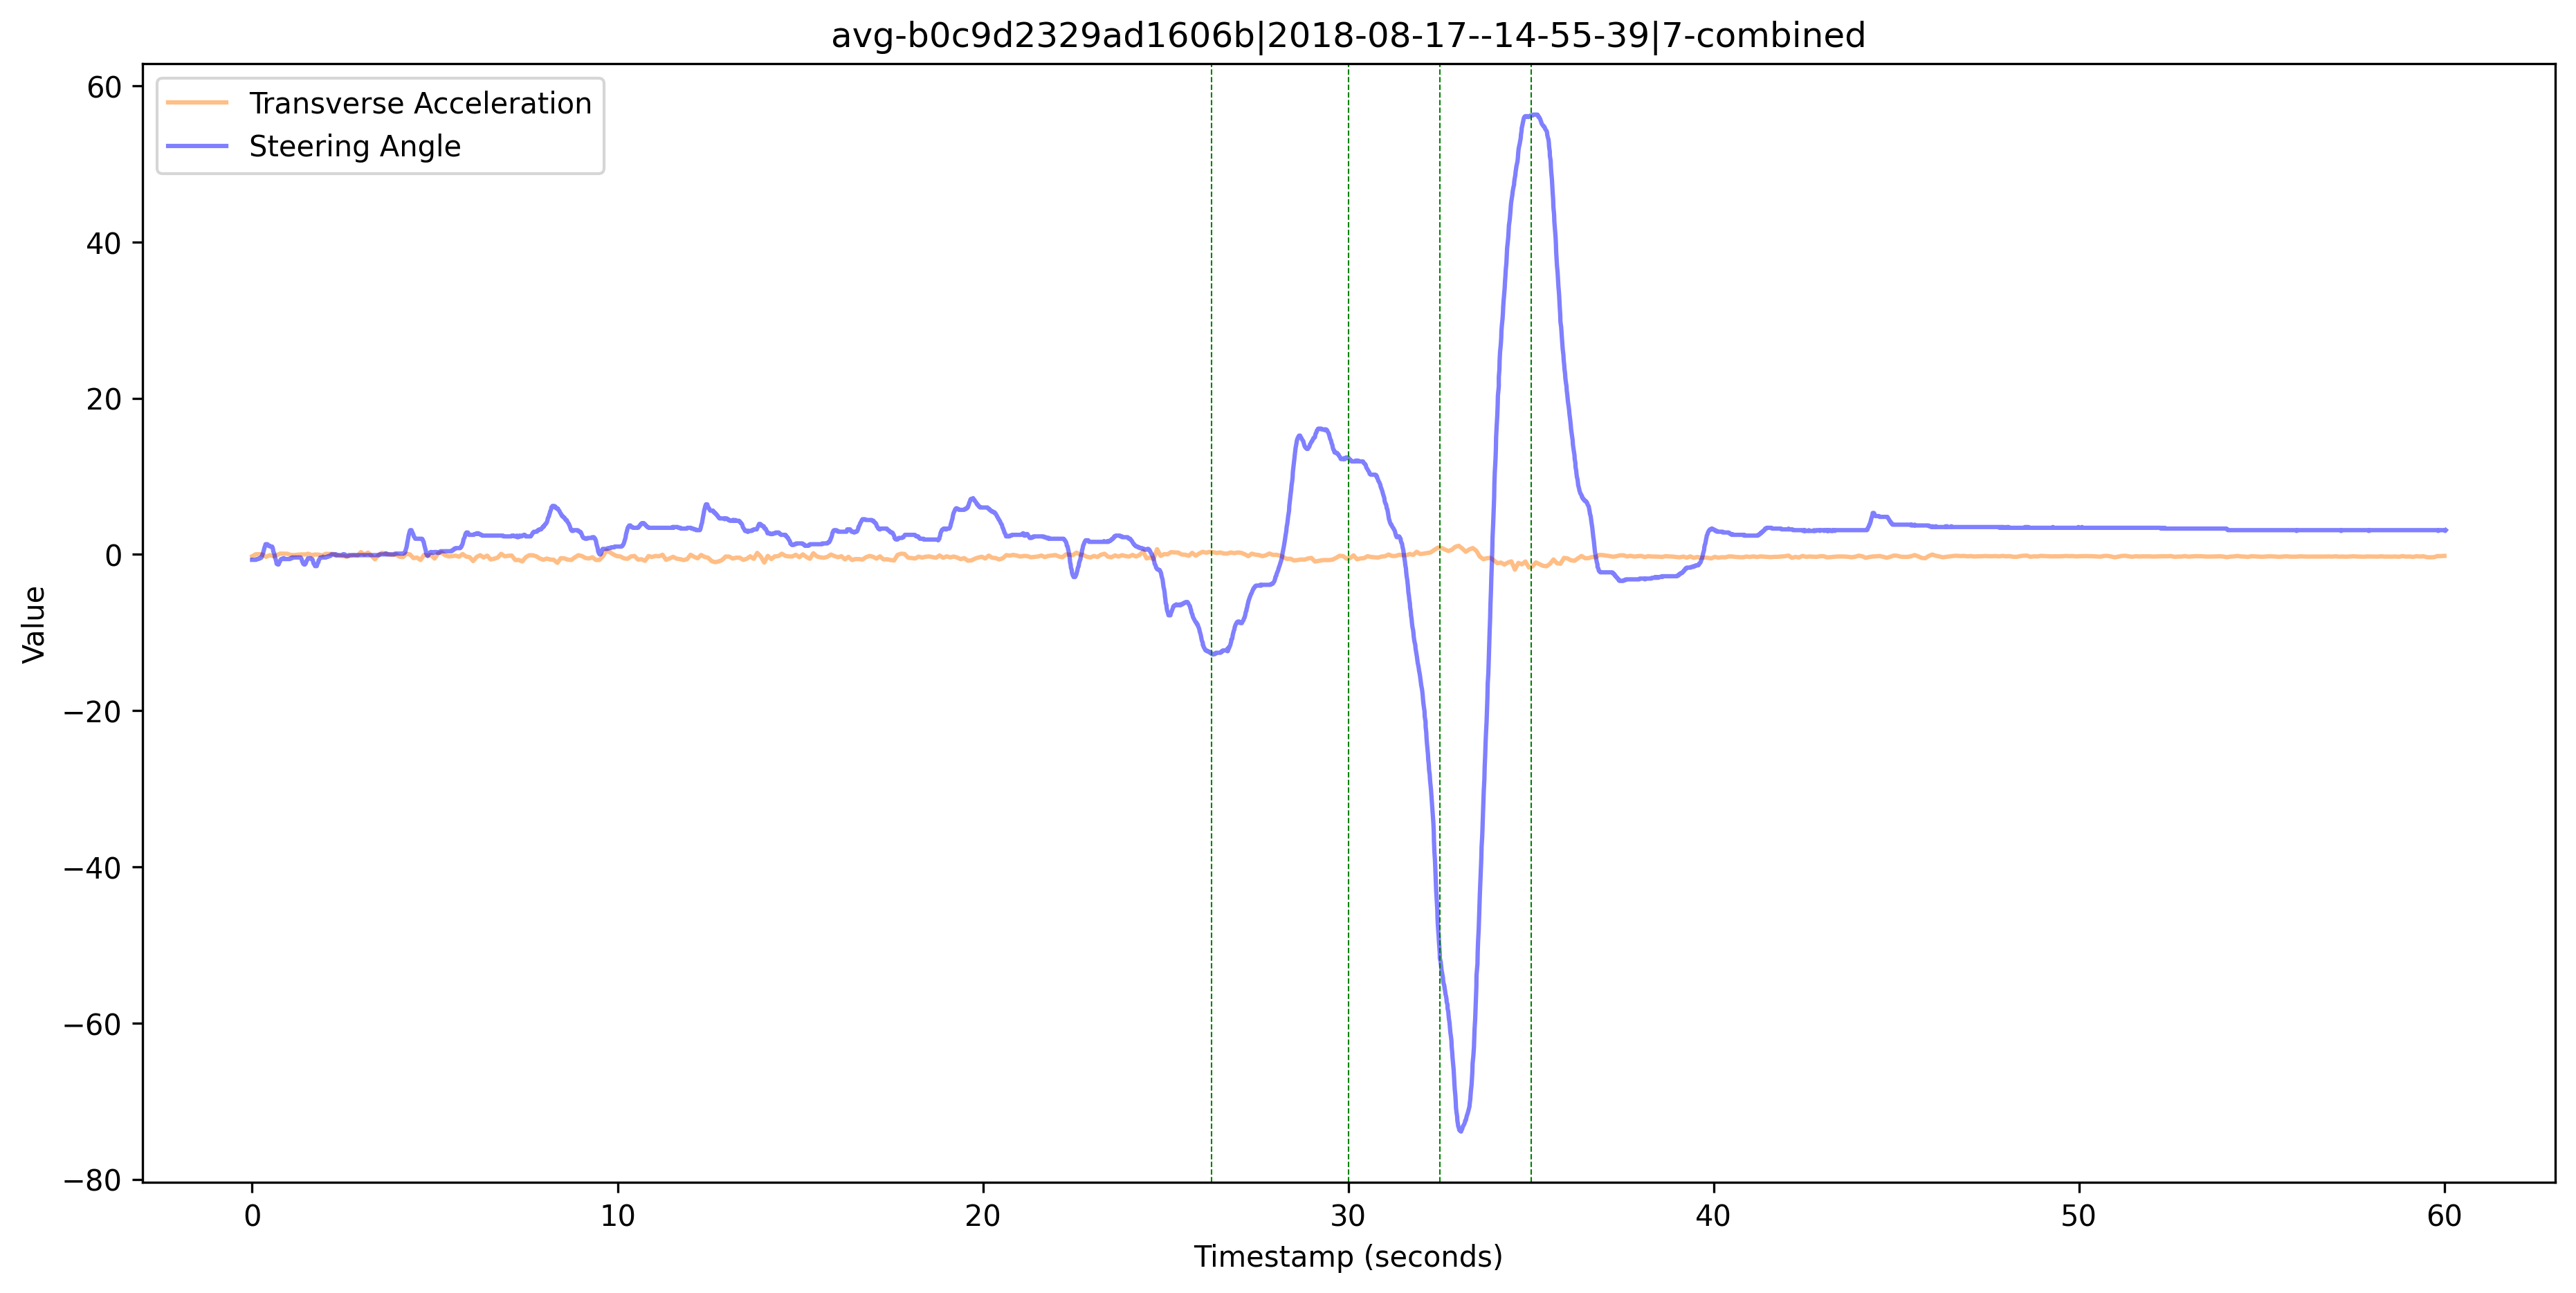 avg-b0c9d2329ad1606b|2018-08-17--14-55-39|7-combined
Transverse Acceleration
Steering Angle
Value
60
40
20
0
−20
−40
−60
−80
0 10 20 30 40 50 60
Timestamp (seconds)